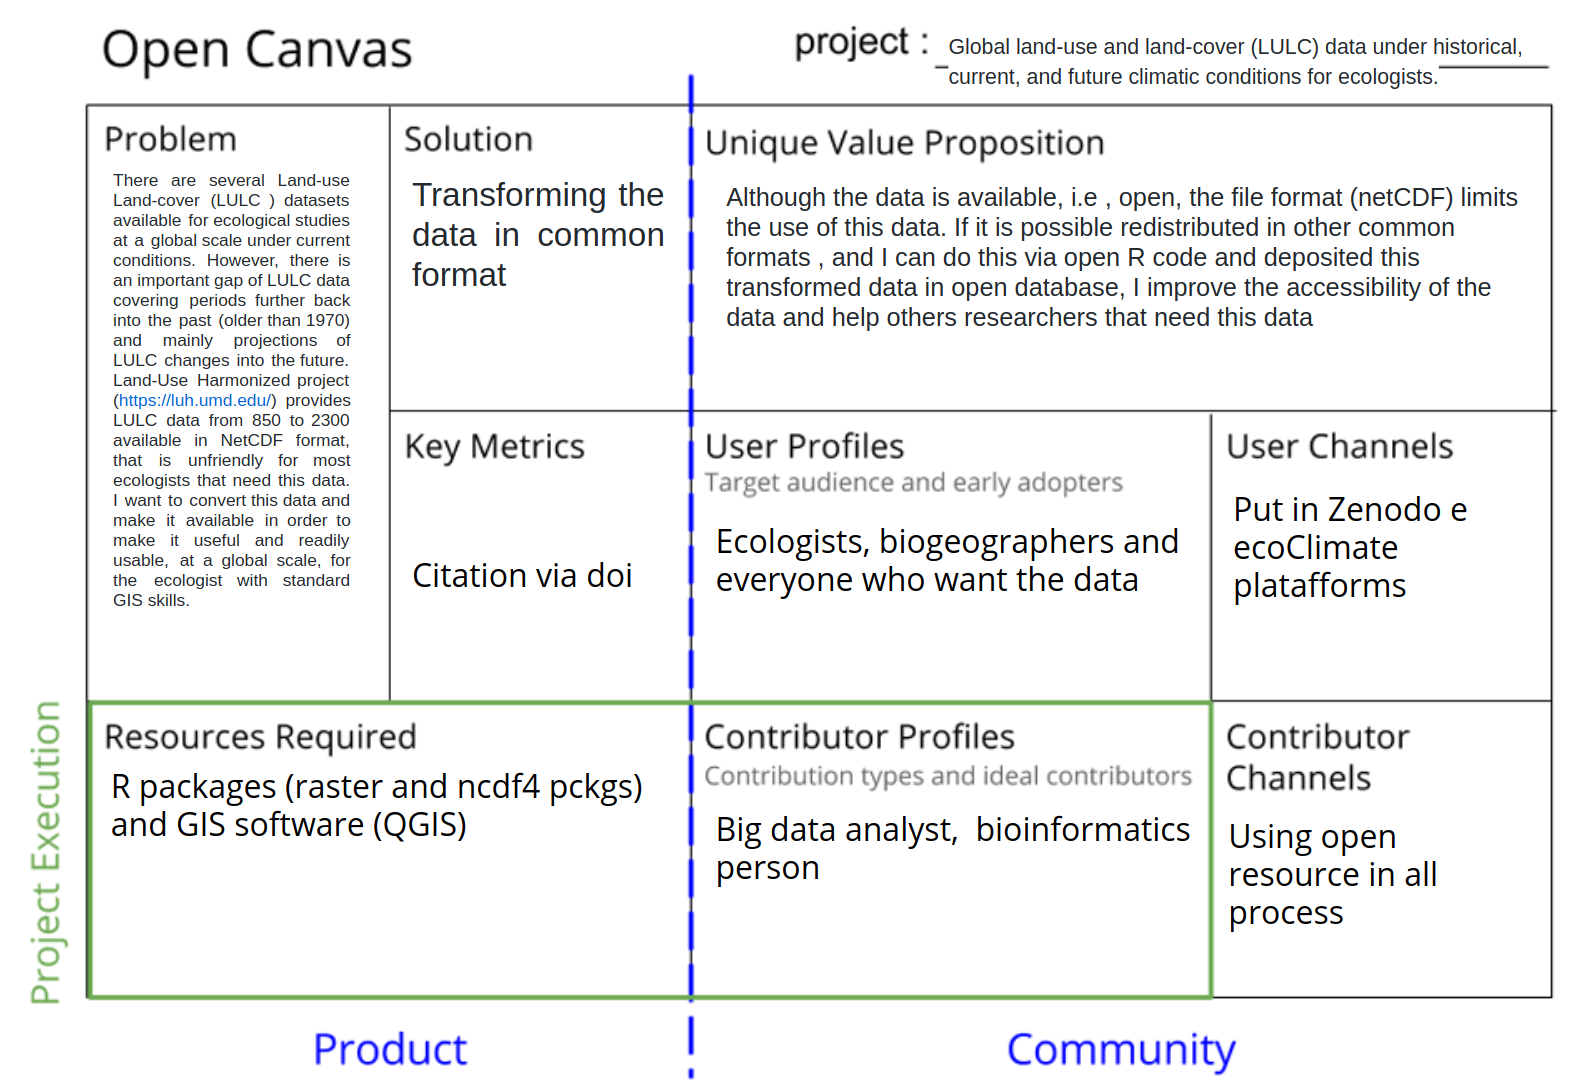 Open Canvas
project :
Global land-use and land-cover (LULC) data under historical,
current, and future climatic conditions for ecologists.
Problem
There are several Land-use
Land-cover (LULC ) datasets
available for ecological studies
at a global scale under current
conditions. However, there is
an important gap of LULC data
covering periods further back
into the past (older than 1970)
and mainly projections of
LULC changes into the future.
Land-Use Harmonized project
(https://luh.umd.edu/) provides
LULC data from 850 to 2300
available in NetCDF format,
that is unfriendly for most
ecologists that need this data.
I want to convert this data and
make it available in order to
make it useful and readily
usable, at a global scale, for
the ecologist with standard
GIS skills.
Solution
Transforming the
data in common
format
Unique Value Proposition
Although the data is available, i.e , open, the file format (netCDF) limits
the use of this data. If it is possible redistributed in other common
formats , and I can do this via open R code and deposited this
transformed data in open database, I improve the accessibility of the
data and help others researchers that need this data
Key Metrics
Citation via doi
User Profiles
Target audience and early adopters
Ecologists, biogeographers and
everyone who want the data
User Channels
Put in Zenodo e
ecoClimate
platafforms
Project Execution
Resources Required
R packages (raster and ncdf4 pckgs)
and GIS software (QGIS)
Contributor Profiles
Contribution types and ideal contributors
Big data analyst,  bioinformatics
person
Contributor
Channels
Using open
resource in all
process
Product
Community